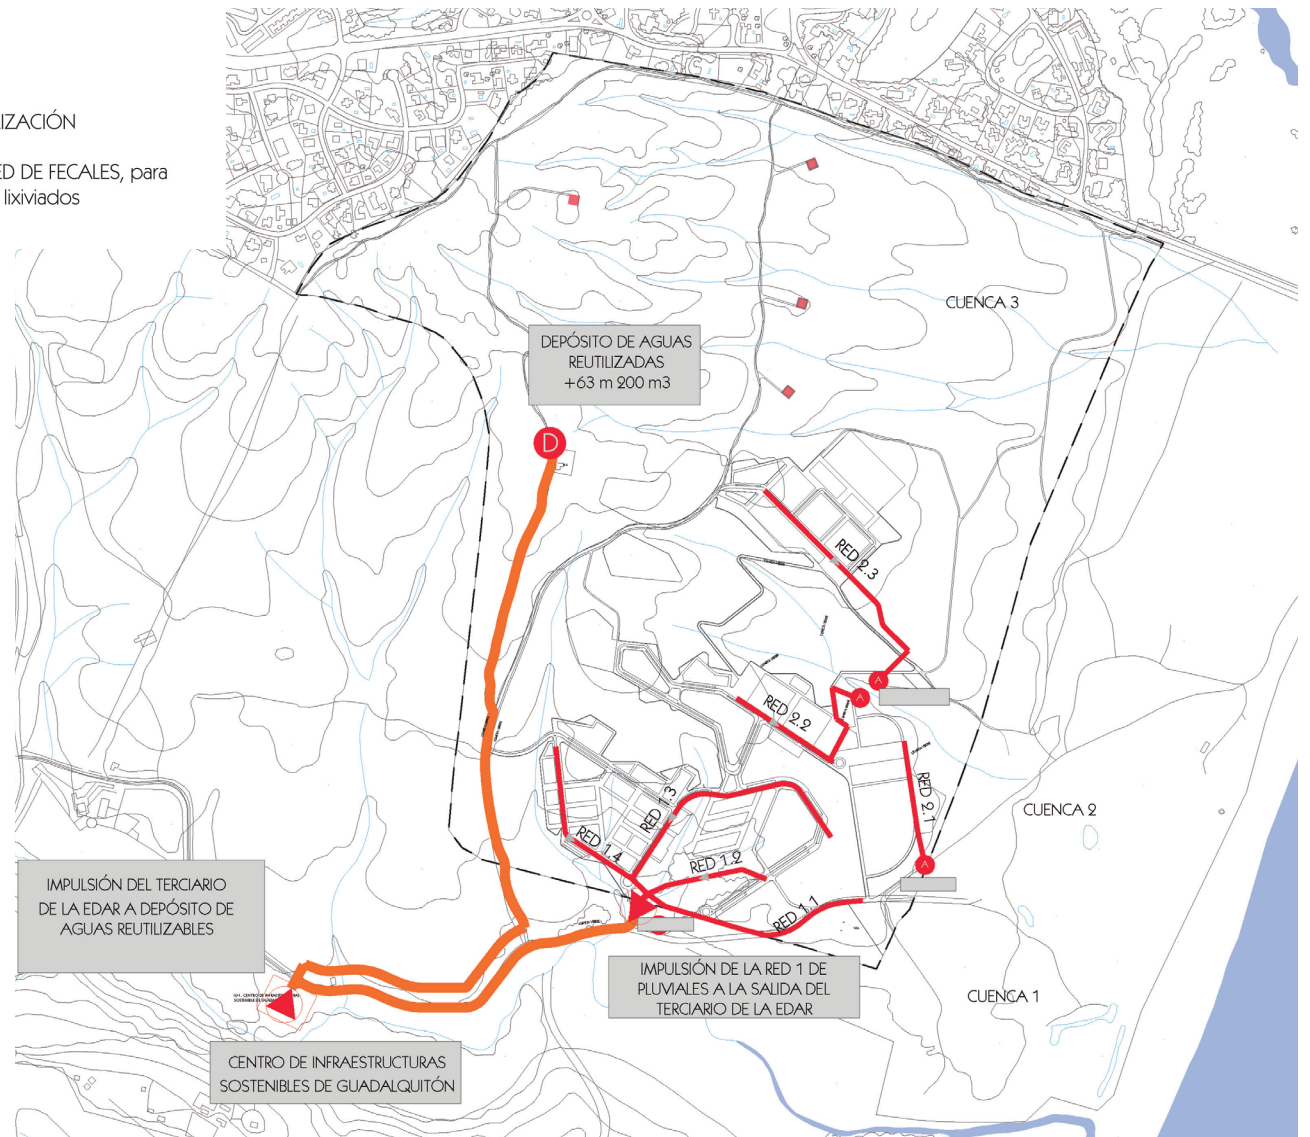 IZACIÓN
ED DE FECALES, para
lixiviados
CUENCA 3
DEPÓSITO DE AGUAS
REUTILIZADAS
+63 m 200 m3
D
RED 2.3
A
A
RED 2.2
RED 2.1
CUENCA 2
RED 1.3
RED 1.4
RED 1.2
A
RED 1.1
IMPULSIÓN DEL TERCIARIO
DE LA EDAR A DEPÓSITO DE
AGUAS REUTILIZABLES
IMPULSIÓN DE LA RED 1 DE
PLUVIALES A LA SALIDA DEL
TERCIARIO DE LA EDAR
CUENCA 1
CENTRO DE INFRAESTRUCTURAS
SOSTENIBLES DE GUADALQUITÓN